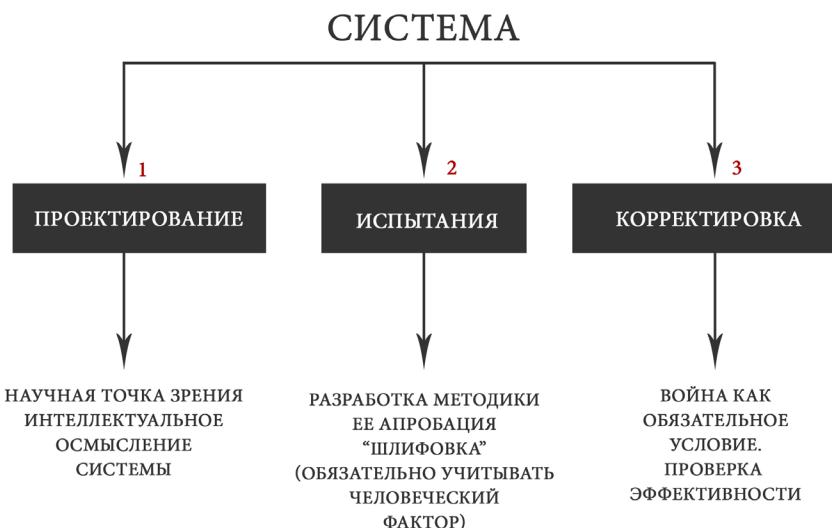 СИСТЕМА
1
ПРОЕКТИРОВАНИЕ
НАУЧНАЯ ТОЧКА ЗРЕНИЯ
ИНТЕЛЛЕКТУАЛЬНОЕ
ОСМЫСЛЕНИЕ
СИСТЕМЫ
2
ИСПЫТАНИЯ
РАЗРАБОТКА МЕТОДИКИ
ЕЕ АПРОБАЦИЯ
“ШЛИФОВКА”
(ОБЯЗАТЕЛЬНО УЧИТЫВАТЬ
ЧЕЛОВЕЧЕСКИЙ
ФАКТОР)
3
КОРРЕКТИРОВКА
ВОЙНА КАК
ОБЯЗАТЕЛЬНОЕ
УСЛОВИЕ.
ПРОВЕРКА
ЭФФЕКТИВНОСТИ